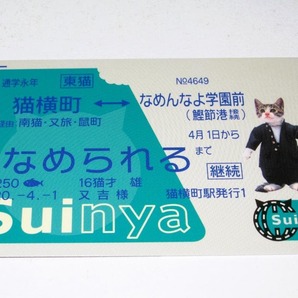 通学永年 東猫 No4649
猫横町 ⟷ なめんなよ学園前
経由 南猫・又旅・鼠町 (鰹節港
4月1日から
なめられる まで
250 16猫才 雄 継続
-4.-1 又吉 様 猫横町駅発行1
Suinya
Sui